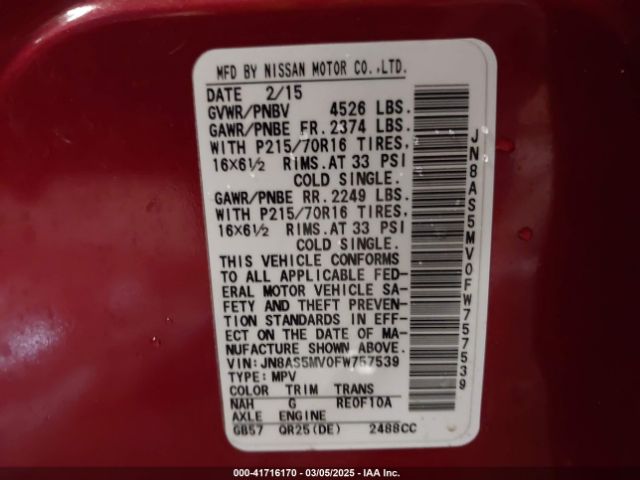 MFD BY NISSAN MOTOR CO.,LTD.
DATE 2/15
GVWR/PNBV 4526 LBS.
GAWR/PNBE FR. 2374 LBS.
WITH P215/70R16 TIRES,
16×6½ RIMS. AT 33 PSI
COLD SINGLE.
GAWR/PNBE RR. 2249 LBS.
WITH P215/70R16 TIRES,
16×6½ RIMS. AT 33 PSI
COLD SINGLE.
THIS VEHICLE CONFORMS
TO ALL APPLICABLE FED-
ERAL MOTOR VEHICLE SA-
FETY AND THEFT PREVEN-
TION STANDARDS IN EFF-
ECT ON THE DATE OF MA-
NUFACTURE SHOWN ABOVE.
VIN: JN8AS5MV0FW757539
TYPE: MPV
COLOR TRIM TRANS
NAH G RE0F10A
AXLE ENGINE
GB57 QR25(DE) 2488CC
JN8AS5MV0FW757539
000-41716170 - 03/05/2025 - IAA Inc.